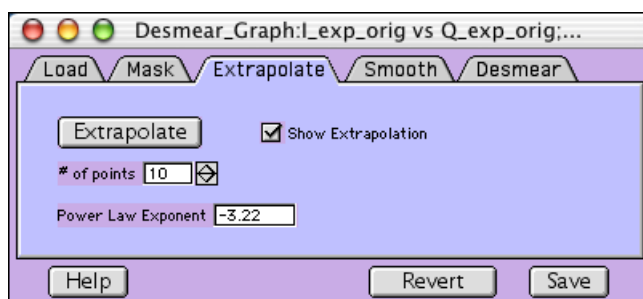 Desmear_Graph:I_exp_orig vs Q_exp_orig;...
Load Mask Extrapolate Smooth Desmear
Extrapolate Show Extrapolation
# of points 10
Power Law Exponent -3.22
Help Revert Save